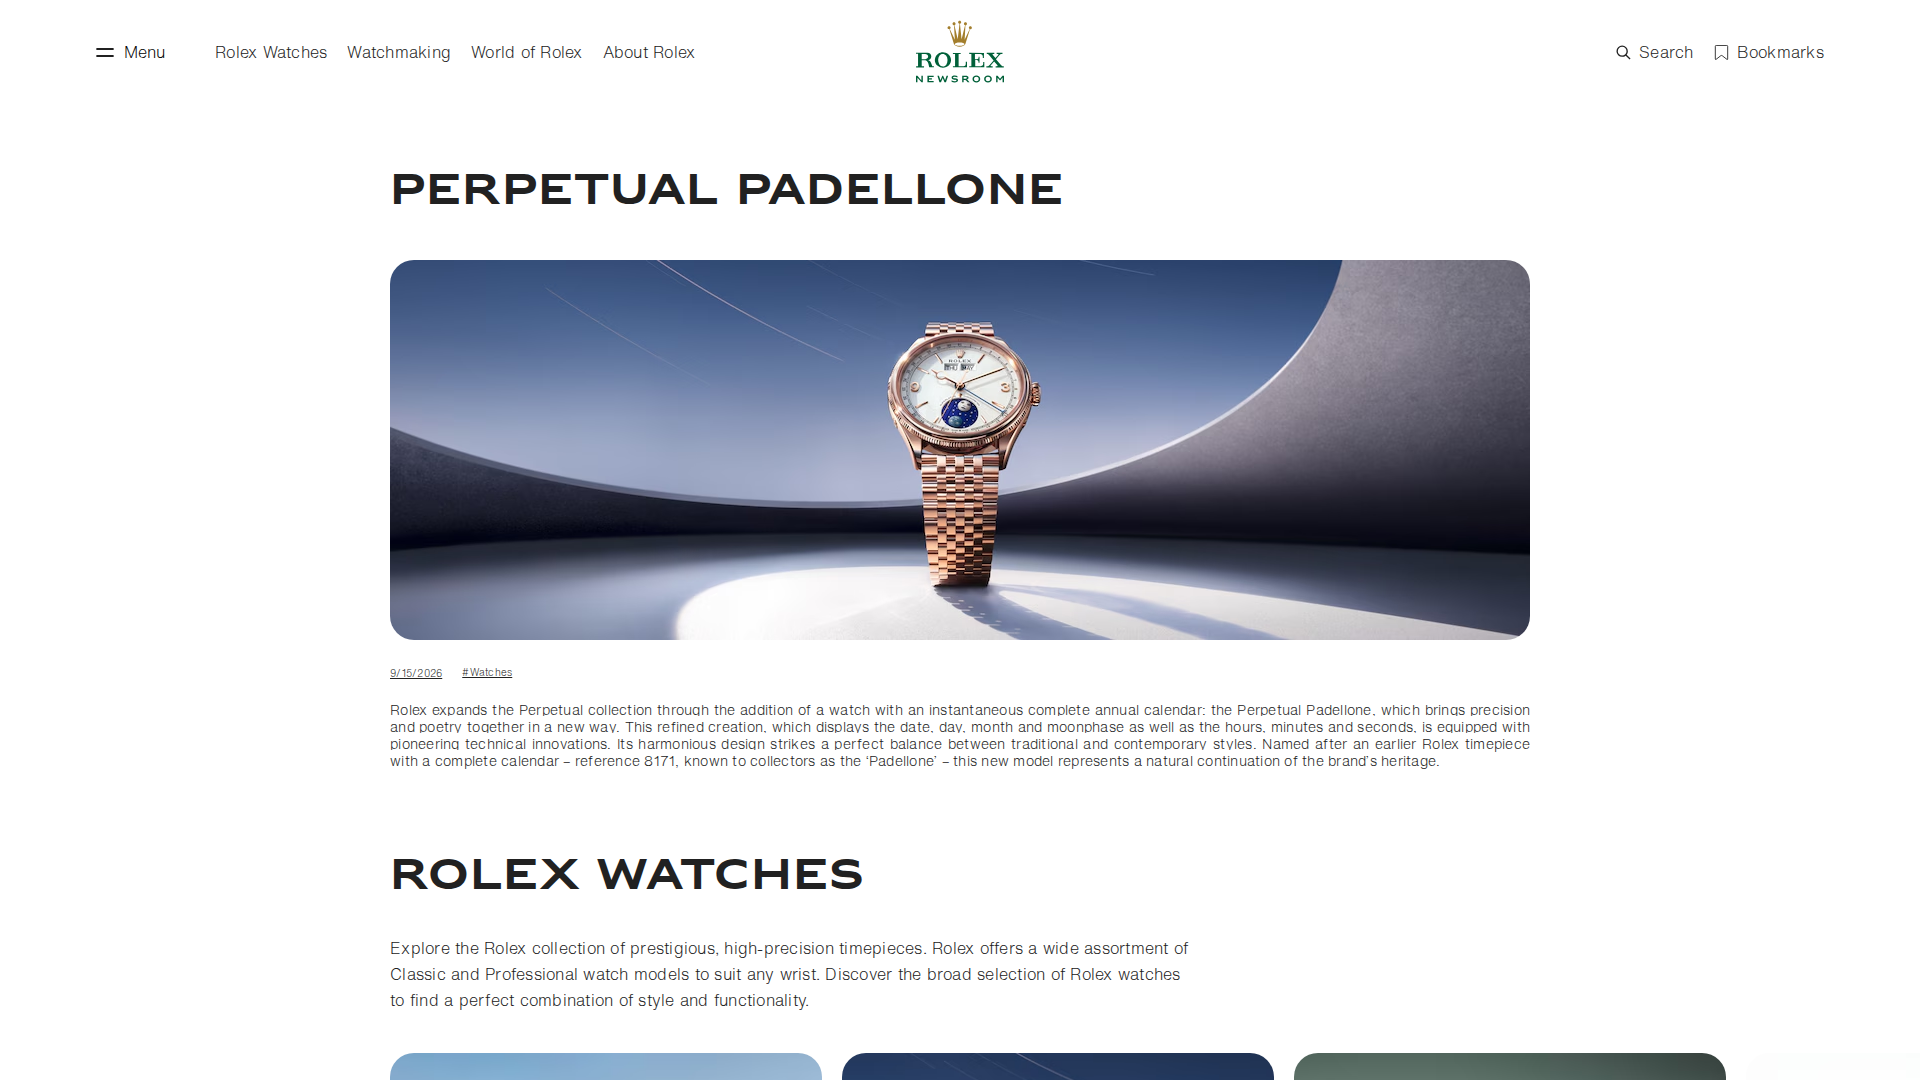 Menu
Rolex Watches
Watchmaking
World of Rolex
About Rolex
ROLEX
NEWSROOM
Search
Bookmarks
PERPETUAL PADELLONE
ROLEX
9/15/2026
#Watches
Rolex expands the Perpetual collection through the addition of a watch with an instantaneous complete annual calendar: the Perpetual Padellone, which brings precision
and poetry together in a new way. This refined creation, which displays the date, day, month and moonphase as well as the hours, minutes and seconds, is equipped with
pioneering technical innovations. Its harmonious design strikes a perfect balance between traditional and contemporary styles. Named after an earlier Rolex timepiece
with a complete calendar – reference 8171, known to collectors as the ‘Padellone’ – this new model represents a natural continuation of the brand’s heritage.
ROLEX WATCHES
Explore the Rolex collection of prestigious, high-precision timepieces. Rolex offers a wide assortment of
Classic and Professional watch models to suit any wrist. Discover the broad selection of Rolex watches
to find a perfect combination of style and functionality.